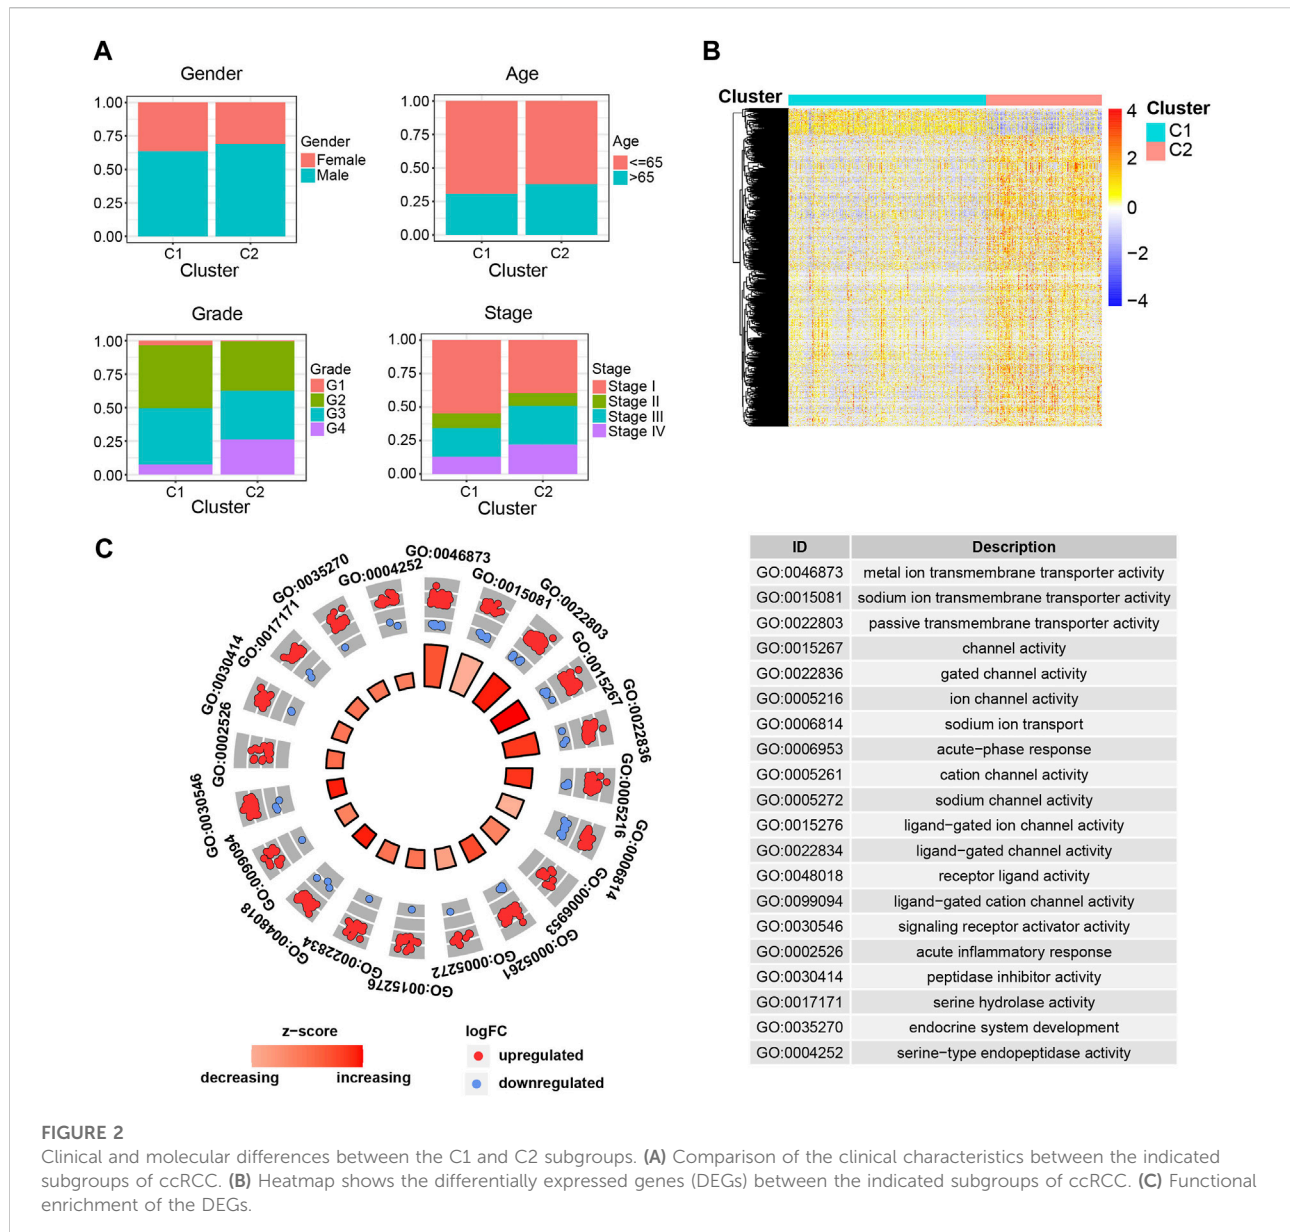 A
Gender
1.00
0.75
0.50
0.25
0.00
C1 C2
Cluster
Gender
Female
Male
Age
1.00
0.75
0.50
0.25
0.00
C1 C2
Cluster
Age
<=65
>65
Grade
1.00
0.75
0.50
0.25
0.00
C1 C2
Cluster
Grade
G1
G2
G3
G4
Stage
1.00
0.75
0.50
0.25
0.00
C1 C2
Cluster
Stage
Stage I
Stage II
Stage III
Stage IV
B
Cluster
4
2
0
−2
−4
Cluster
C1
C2
C
GO:0046873
GO:0015081
GO:0022803
GO:0015267
GO:0022836
GO:0005216
GO:0006814
GO:0006953
GO:0005261
GO:0005272
GO:0015276
GO:0022834
GO:0048018
GO:0099094
GO:0030546
GO:0002526
GO:0030414
GO:0017171
GO:0035270
GO:0004252
z−score
decreasing increasing
logFC
upregulated
downregulated
ID Description
GO:0046873 metal ion transmembrane transporter activity
GO:0015081 sodium ion transmembrane transporter activity
GO:0022803 passive transmembrane transporter activity
GO:0015267 channel activity
GO:0022836 gated channel activity
GO:0005216 ion channel activity
GO:0006814 sodium ion transport
GO:0006953 acute−phase response
GO:0005261 cation channel activity
GO:0005272 sodium channel activity
GO:0015276 ligand−gated ion channel activity
GO:0022834 ligand−gated channel activity
GO:0048018 receptor ligand activity
GO:0099094 ligand−gated cation channel activity
GO:0030546 signaling receptor activator activity
GO:0002526 acute inflammatory response
GO:0030414 peptidase inhibitor activity
GO:0017171 serine hydrolase activity
GO:0035270 endocrine system development
GO:0004252 serine−type endopeptidase activity
FIGURE 2
Clinical and molecular differences between the C1 and C2 subgroups. (A) Comparison of the clinical characteristics between the indicated
subgroups of ccRCC. (B) Heatmap shows the differentially expressed genes (DEGs) between the indicated subgroups of ccRCC. (C) Functional
enrichment of the DEGs.